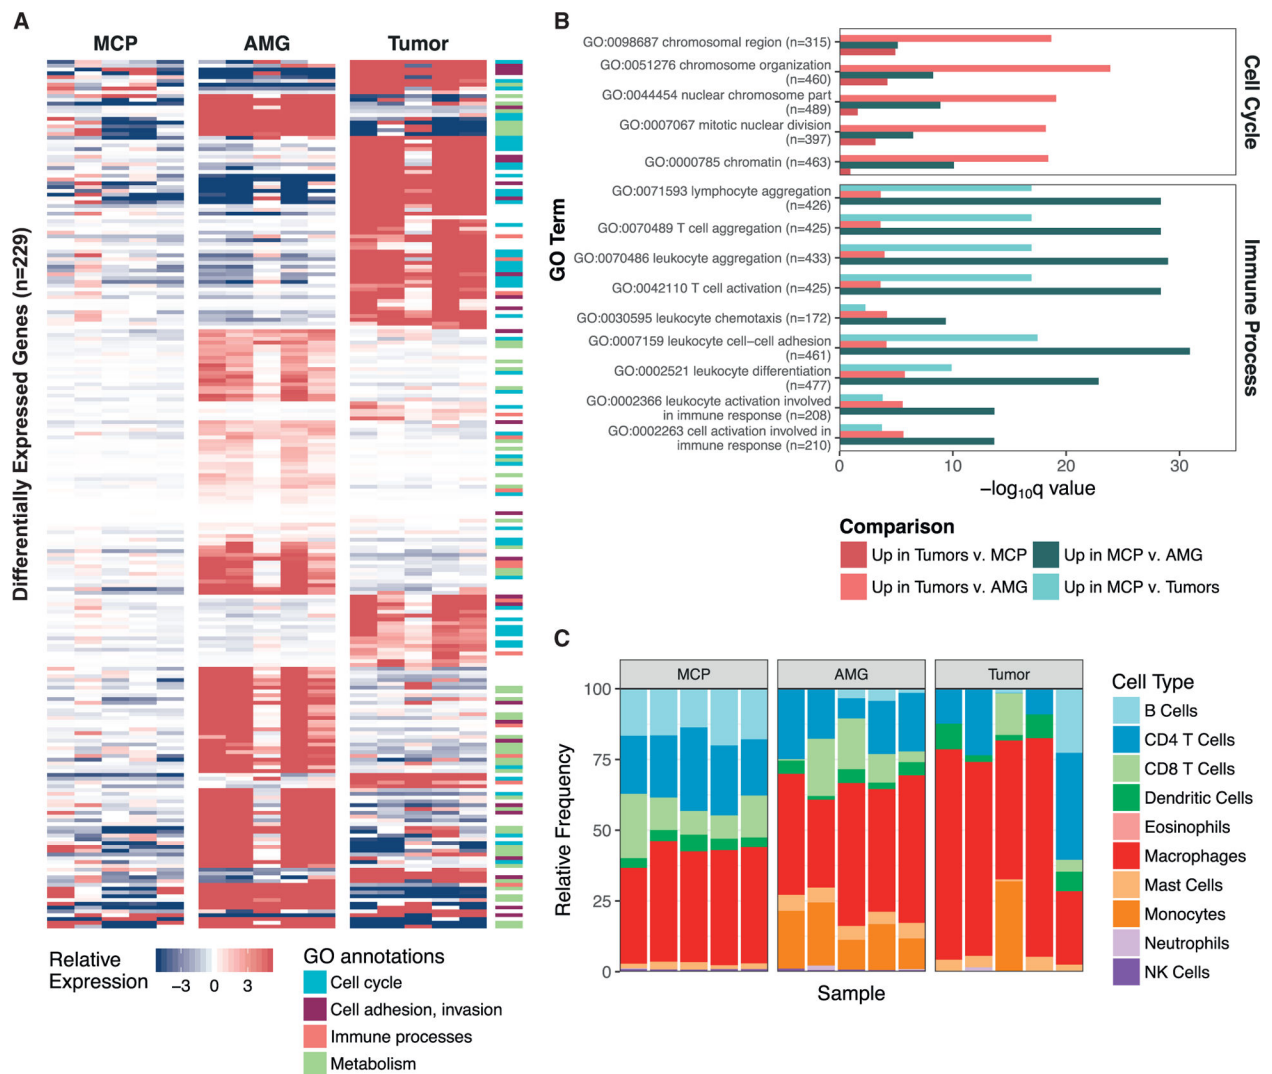 A
MCP AMG Tumor
Differentially Expressed Genes (n=229)
Relative
Expression
−3 0 3
GO annotations
Cell cycle
Cell adhesion, invasion
Immune processes
Metabolism
B
GO Term
GO:0098687 chromosomal region (n=315)
GO:0051276 chromosome organization
(n=460)
GO:0044454 nuclear chromosome part
(n=489)
GO:0007067 mitotic nuclear division
(n=397)
GO:0000785 chromatin (n=463)
GO:0071593 lymphocyte aggregation
(n=426)
GO:0070489 T cell aggregation (n=425)
GO:0070486 leukocyte aggregation (n=433)
GO:0042110 T cell activation (n=425)
GO:0030595 leukocyte chemotaxis (n=172)
GO:0007159 leukocyte cell−cell adhesion
(n=461)
GO:0002521 leukocyte differentiation
(n=477)
GO:0002366 leukocyte activation involved
in immune response (n=208)
GO:0002263 cell activation involved in
immune response (n=210)
Cell Cycle
Immune Process
0 10 20 30
−log₁₀q value
Comparison
Up in Tumors v. MCP
Up in MCP v. AMG
Up in Tumors v. AMG
Up in MCP v. Tumors
C
MCP AMG Tumor
Relative Frequency
100
75
50
25
0
Sample
Cell Type
B Cells
CD4 T Cells
CD8 T Cells
Dendritic Cells
Eosinophils
Macrophages
Mast Cells
Monocytes
Neutrophils
NK Cells